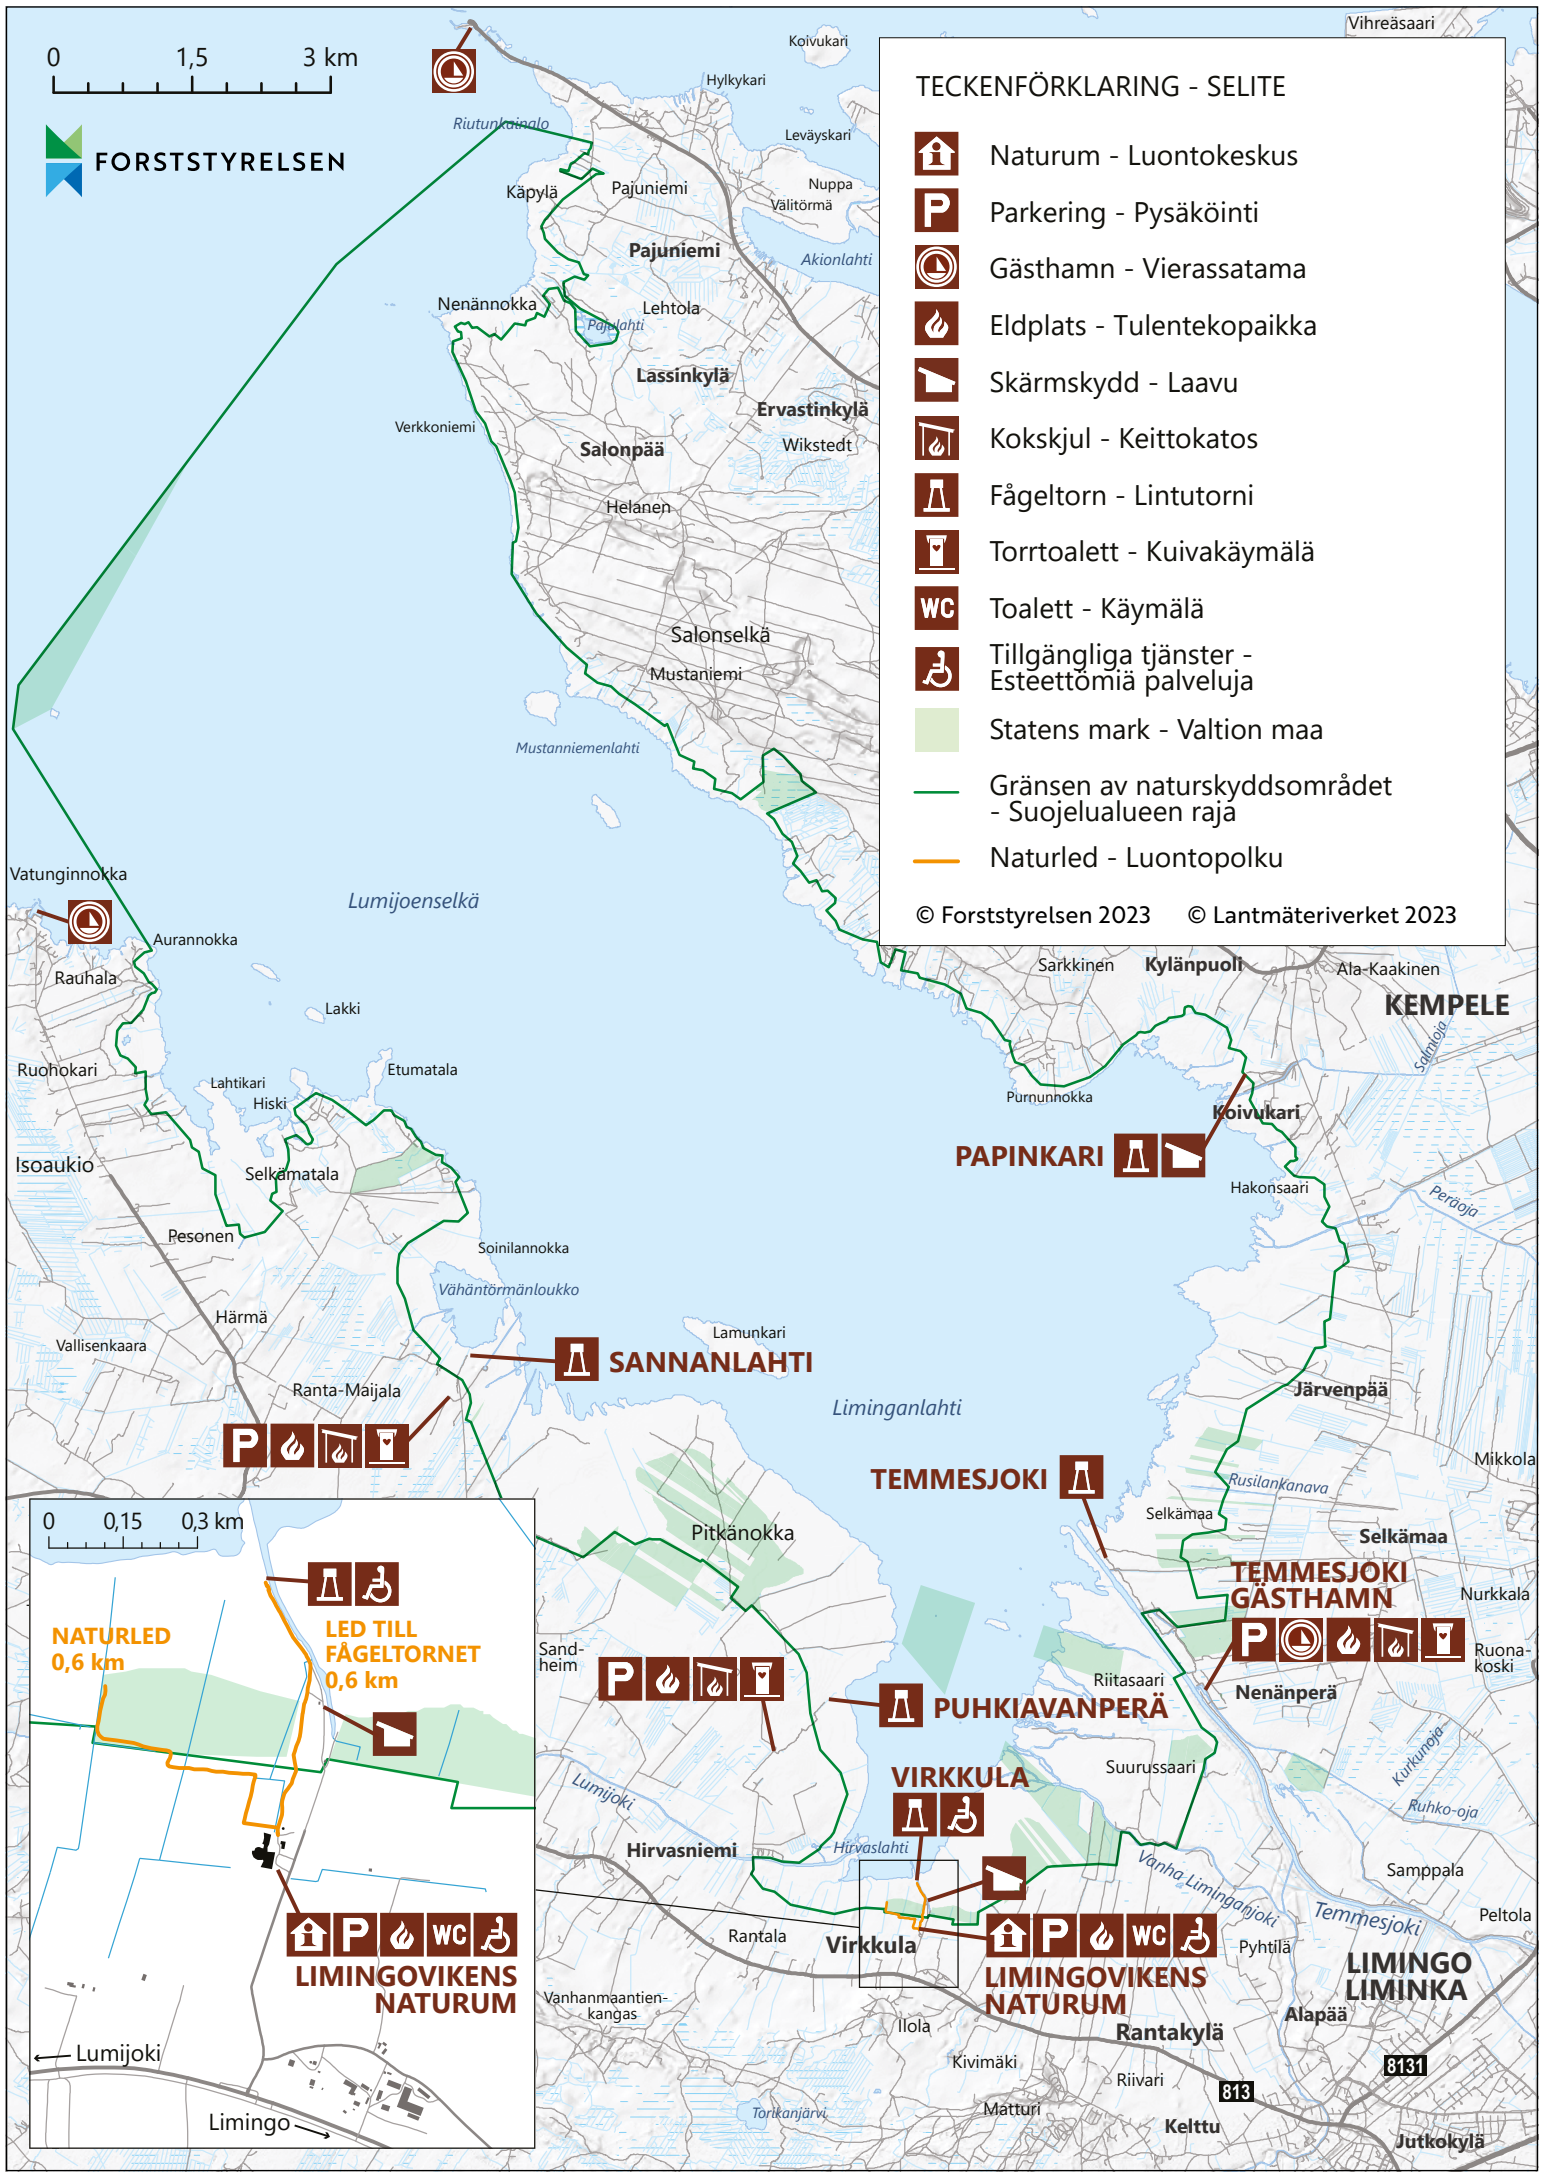 0 1,5 3 km
FORSTSTYRELSEN
TECKENFÖRKLARING - SELITE
Naturum - Luontokeskus
P Parkering - Pysäköinti
Gästhamn - Vierassatama
Eldplats - Tulentekopaikka
Skärmskydd - Laavu
Kokskjul - Keittokatos
Fågeltorn - Lintutorni
Torrtoalett - Kuivakäymälä
WC Toalett - Käymälä
Tillgängliga tjänster -
Esteettömiä palveluja
Statens mark - Valtion maa
Gränsen av naturskyddsområdet
- Suojelualueen raja
Naturled - Luontopolku
© Forststyrelsen 2023 © Lantmäteriverket 2023
Vihreäsaari
Koivukari
Hylkykari
Riutunkainalo
Leväyskari
Käpylä
Pajuniemi
Nuppa
Välitörmä
Pajuniemi
Akionlahti
Nenännokka
Lehtola
Pajulahti
Lassinkylä
Ervastinkylä
Verkkoniemi
Salonpää
Wikstedt
Helanen
Salonselkä
Mustaniemi
Mustanniemenlahti
Vatunginnokka
Lumijoenselkä
Aurannokka
Rauhala
Sarkkinen
Kylänpuoli
Ala-Kaakinen
KEMPELE
Lakki
Salmioja
Ruohokari
Etumatala
Lahtikari
Hiski
Purnunnokka
Koivukari
PAPINKARI
Isoaukio
Selkämatala
Hakonsaari
Peräoja
Pesonen
Soinilannokka
Vähäntörmänloukko
Härmä
Vallisenkaara
Lamunkari
SANNANLAHTI
Ranta-Maijala
Järvenpää
Liminganlahti
P
Mikkola
TEMMESJOKI
Rusilankanava
Selkämaa
Pitkänokka
Selkämaa
TEMMESJOKI
GÄSTHAMN
P
Nurkkala
Ruona-
koski
Sand-
heim
P
Riitasaari
Nenänperä
PUHKIAVANPERÄ
Kurkunoja
Suurussaari
VIRKKULA
Lumijoki
Ruhko-oja
Hirvasniemi
Hirvaslahti
Vanha-Liminganjoki
Samppala
Temmesjoki
Peltola
Rantala
Virkkula
P WC
LIMINGOVIKENS
NATURUM
Pyhtilä
LIMINGO
LIMINKA
Vanhanmaantien-
kangas
Ilola
Alapää
Rantakylä
Kivimäki
Riivari
8131
813
Matturi
Torikanjärvi
Kelttu
Jutkokylä
0 0,15 0,3 km
NATURLED
0,6 km
LED TILL
FÅGELTORNET
0,6 km
P WC
LIMINGOVIKENS
NATURUM
Lumijoki
Limingo